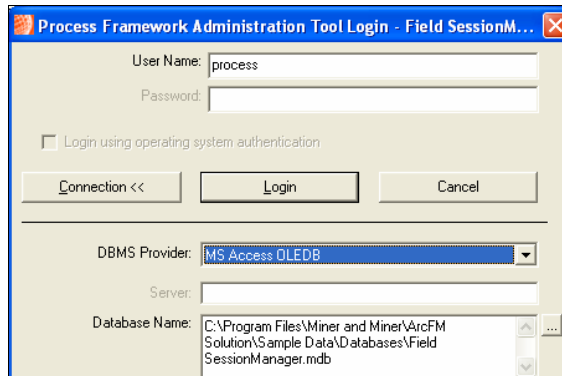 Process Framework Administration Tool Login - Field SessionM...
User Name: process
Password:
Login using operating system authentication
Connection <<
Login
Cancel
DBMS Provider: MS Access OLEDB
Server:
Database Name: C:\Program Files\Miner and Miner\ArcFM
Solution\Sample Data\Databases\Field
SessionManager.mdb
...